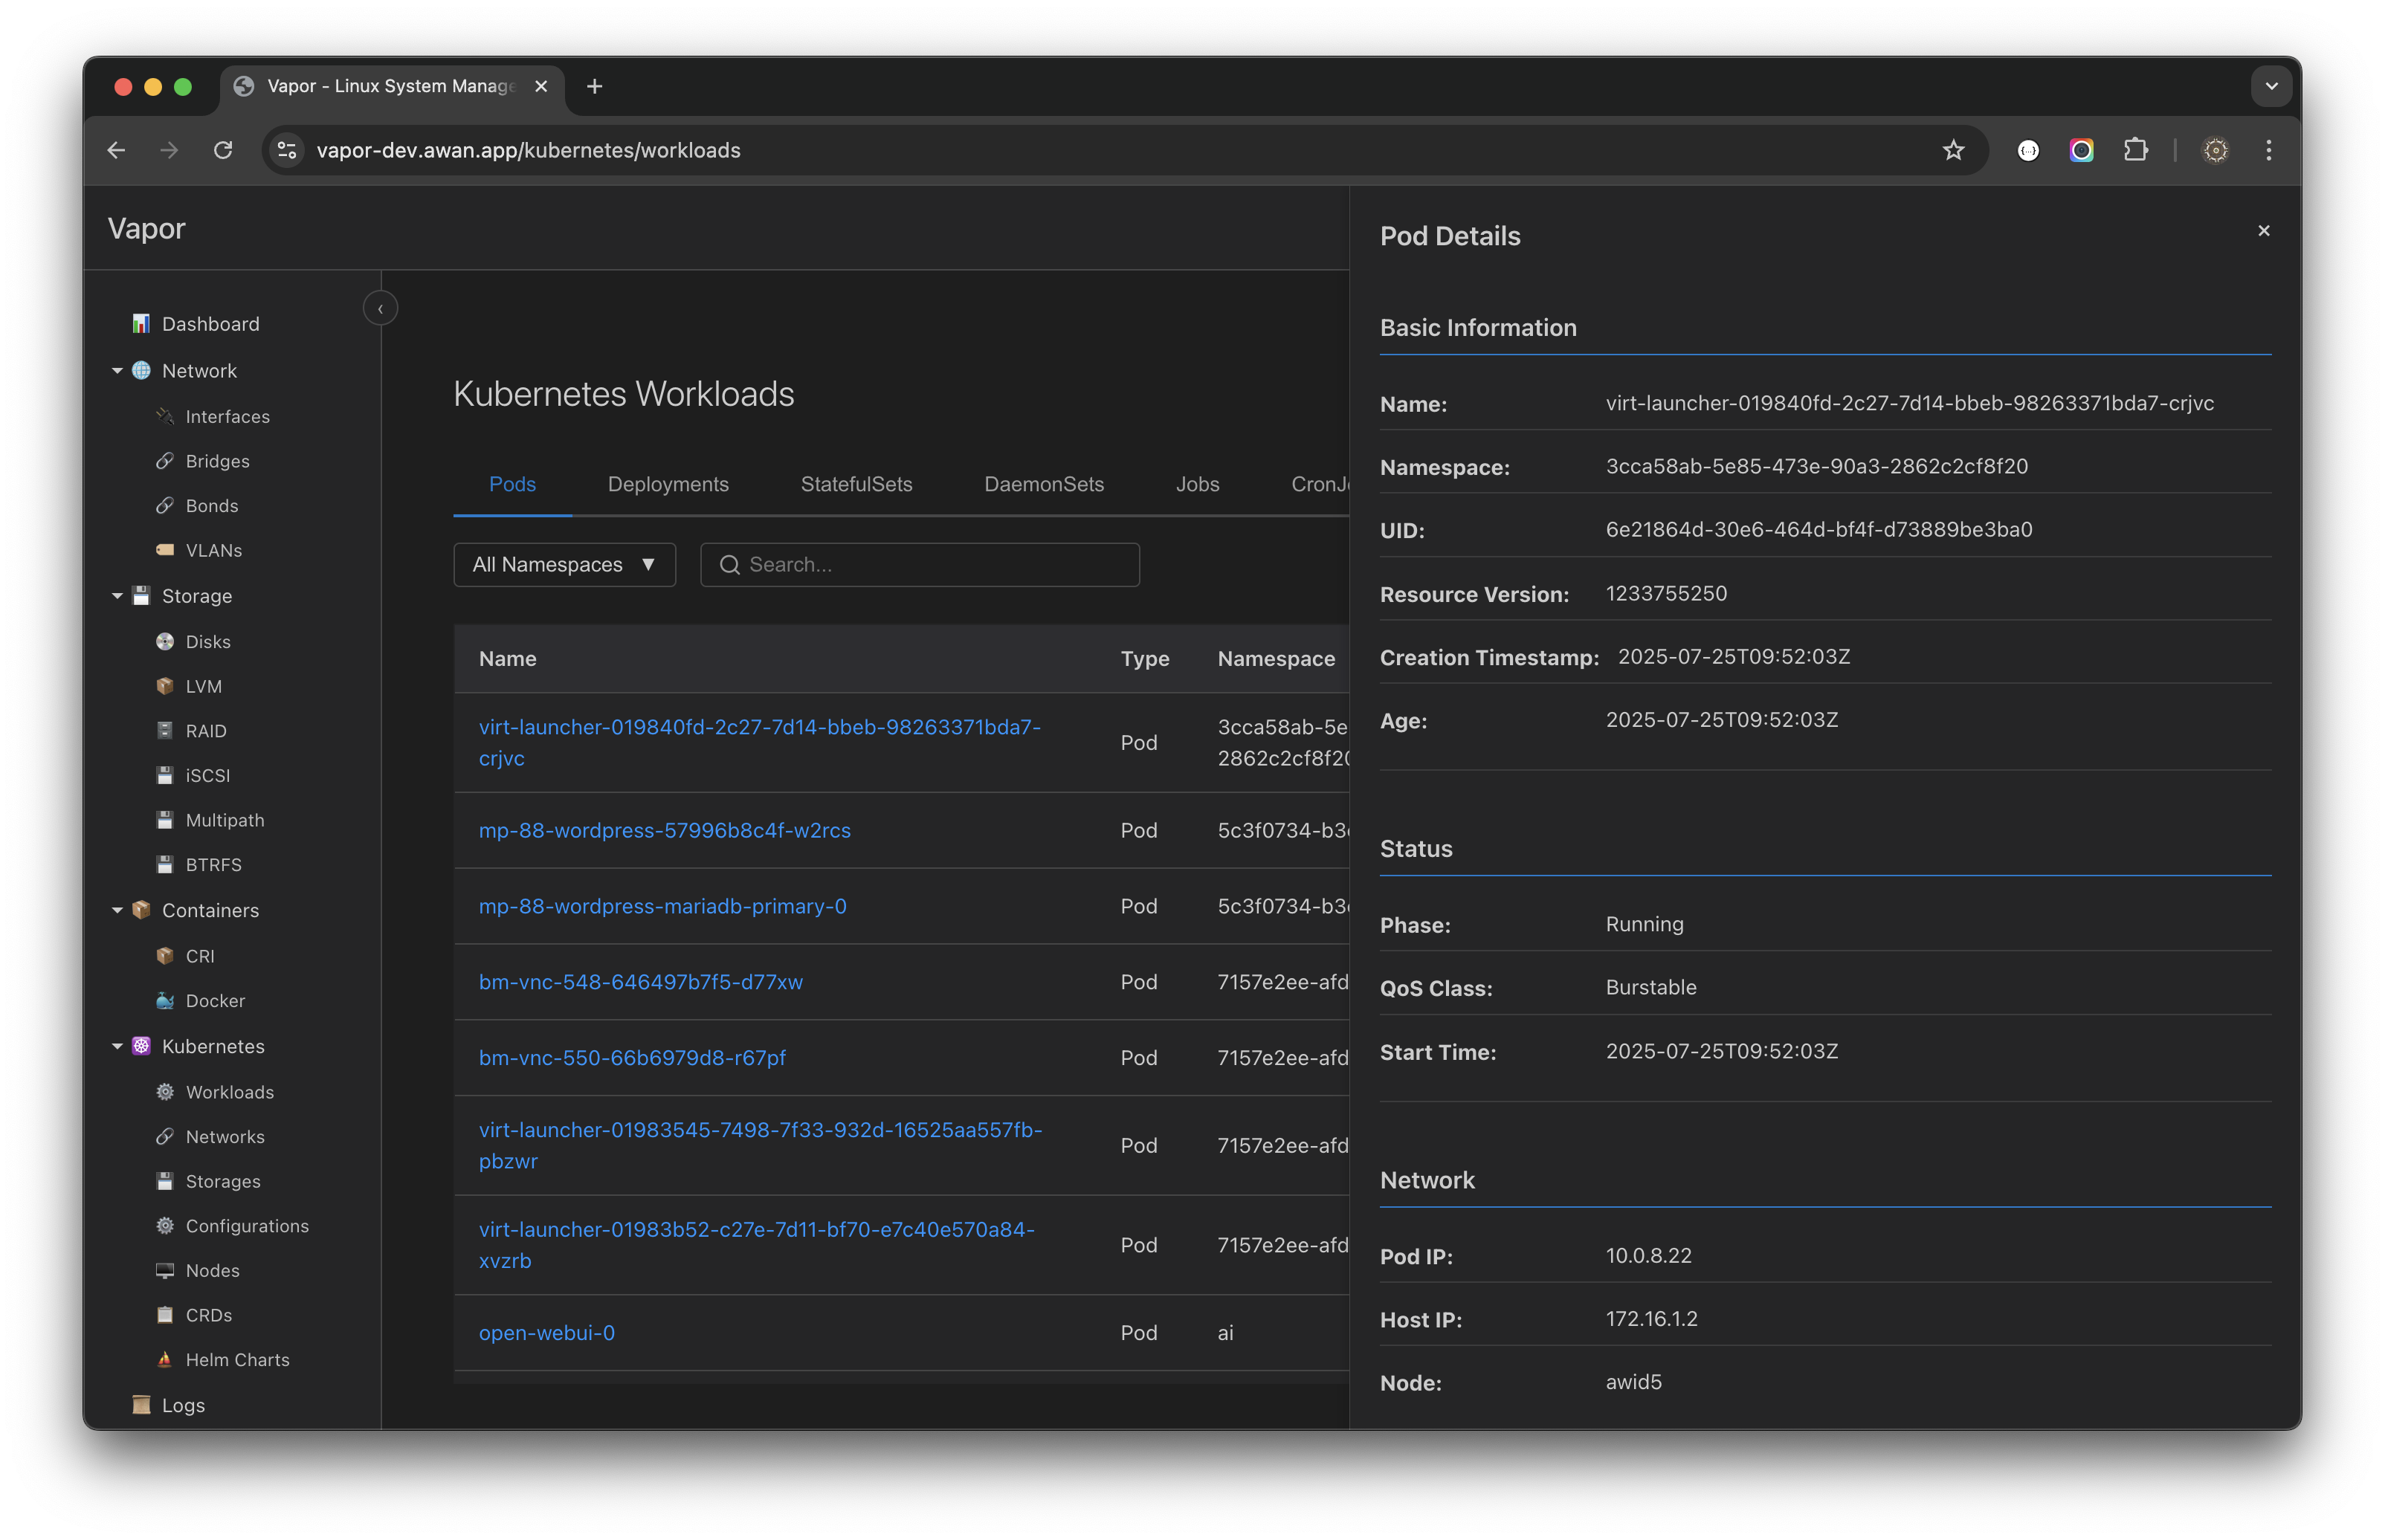 Vapor - Linux System Manage
vapor-dev.awan.app/kubernetes/workloads
Vapor
Dashboard
Network
Interfaces
Bridges
Bonds
VLANs
Storage
Disks
LVM
RAID
iSCSI
Multipath
BTRFS
Containers
CRI
Docker
Kubernetes
Workloads
Networks
Storages
Configurations
Nodes
CRDs
Helm Charts
Logs
Kubernetes Workloads
Pods Deployments StatefulSets DaemonSets Jobs CronJ
All Namespaces ▼ Search...
Name Type Namespace
virt-launcher-019840fd-2c27-7d14-bbeb-98263371bda7- Pod 3cca58ab-5e
crjvc 2862c2cf8f20
mp-88-wordpress-57996b8c4f-w2rcs Pod 5c3f0734-b3
mp-88-wordpress-mariadb-primary-0 Pod 5c3f0734-b3
bm-vnc-548-646497b7f5-d77xw Pod 7157e2ee-afd
bm-vnc-550-66b6979d8-r67pf Pod 7157e2ee-afd
virt-launcher-01983545-7498-7f33-932d-16525aa557fb- Pod 7157e2ee-afd
pbzwr
virt-launcher-01983b52-c27e-7d11-bf70-e7c40e570a84- Pod 7157e2ee-afd
xvzrb
open-webui-0 Pod ai
Pod Details
Basic Information
Name: virt-launcher-019840fd-2c27-7d14-bbeb-98263371bda7-crjvc
Namespace: 3cca58ab-5e85-473e-90a3-2862c2cf8f20
UID: 6e21864d-30e6-464d-bf4f-d73889be3ba0
Resource Version: 1233755250
Creation Timestamp: 2025-07-25T09:52:03Z
Age: 2025-07-25T09:52:03Z
Status
Phase: Running
QoS Class: Burstable
Start Time: 2025-07-25T09:52:03Z
Network
Pod IP: 10.0.8.22
Host IP: 172.16.1.2
Node: awid5